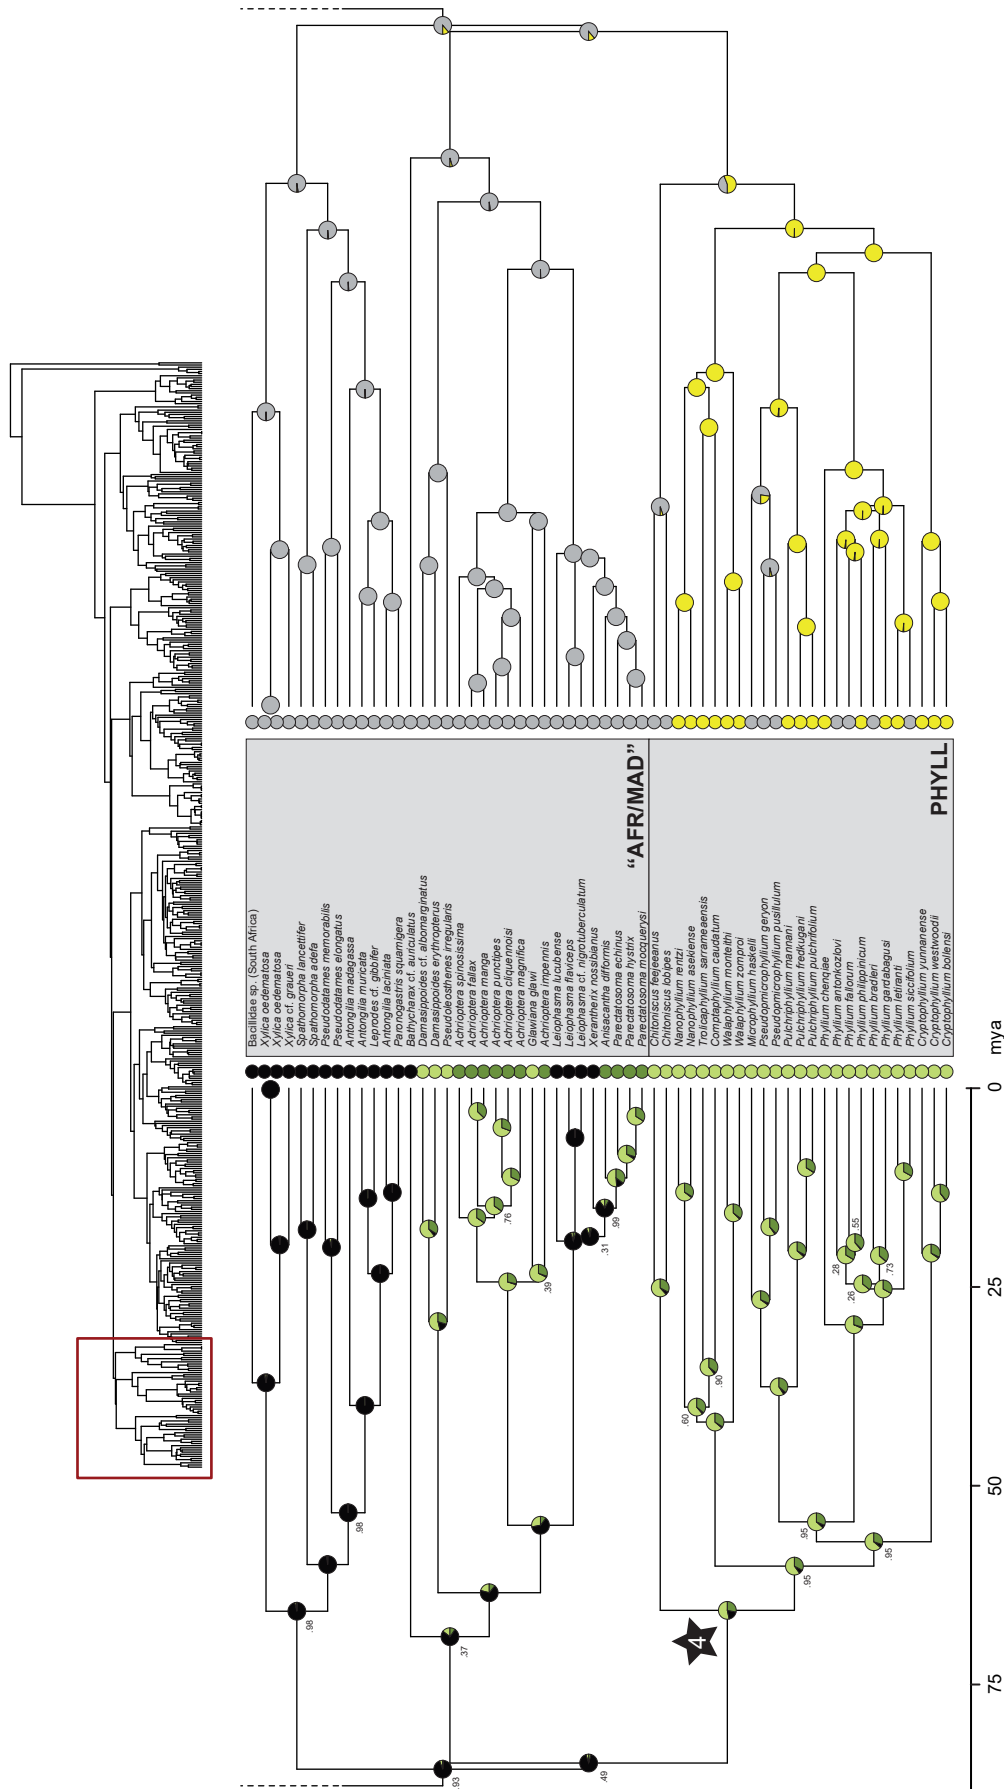 Bacillidae sp. (South Africa)
Xylica oedematosa
Xylica oedematosa
Xylica cf. graueri
Spathomorpha lancettifer
Spathomorpha adefa
Pseudodatames memorabilis
Pseudodatames elongatus
Antongilia madagassa
Antongilia muricata
Leprodes cf. gibbifer
Antongilia laciniata
Paronogastris squamigera
Bathycharax cf. auriculatus
Damasippoides cf. albomarginatus
Damasippoides erythropterus
Pseudoleosthenes irregularis
Achrioptera spinosissima
Achrioptera fallax
Achrioptera manga
Achrioptera punctipes
Achrioptera cliquennoisi
Achrioptera magnifica
Glawiana glawi
Achrioptera impennis
Leiophasma lucubense
Leiophasma flaviceps
Leiophasma cf. nigrotuberculatum
Xerantherix nossibianus
Anisacantha difformis
Parectatosoma echinus
Parectatosoma hystrix
Parectatosoma mocquerysi
"AFR/MAD"
Chitoniscus feejeeanus
Chitoniscus lobipes
Nanophyllium rentzi
Nanophyllium asekiense
Trolicaphyllium sarrameaensis
Comptaphyllium caudatum
Walaphyllium monteithi
Walaphyllium zomproi
Microphyllium haskelli
Pseudomicrophyllium geryon
Pseudopmicrophyllium pusillulum
Pulchriphyllium mannani
Pulchriphyllium fredkugani
Pulchriphyllium pulchrifolium
Phyllium chenqiae
Phyllium antonkozlovi
Phyllium fallorum
Phyllium philippinicum
Phyllium bradleri
Phyllium gardabagusi
Phyllium letiranti
Phyllium siccifolium
Cryptophyllium yunnanense
Cryptophyllium westwoodii
Cryptophyllium bollensi
PHYLL
.98
.98
.37
.93
.49
.76
.39
.31
.99
.60
.90
.95
.95
.95
.28
.55
.26
.73
4
75
50
25
0
mya